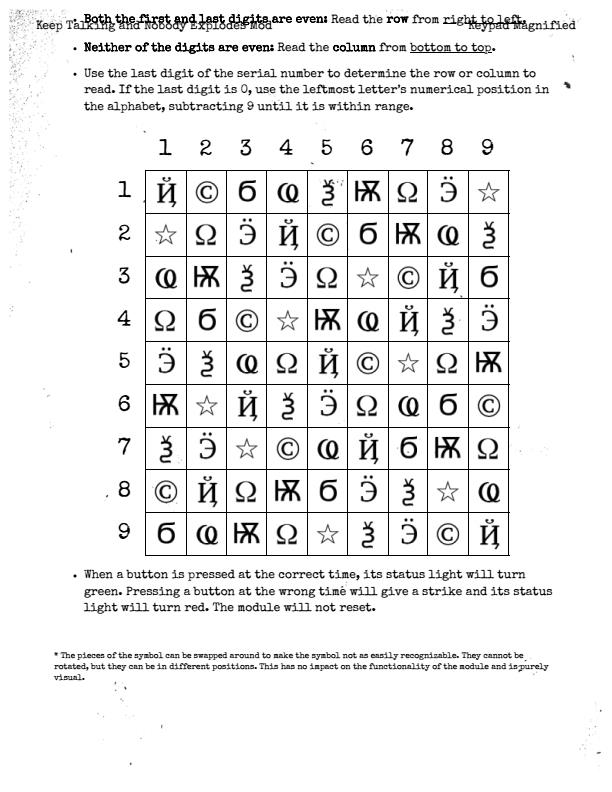 • Both the first and last digits are even: Read the row from right to left.
Keep Talking and Nobody Explodes Mod
Keypad Magnified
• Neither of the digits are even: Read the column from bottom to top.
• Use the last digit of the serial number to determine the row or column to
read. If the last digit is 0, use the leftmost letter's numerical position in
the alphabet, subtracting 9 until it is within range.
1 2 3 4 5 6 7 8 9
1 Ҋ © Ϭ Ҩ Ѯ Ѭ Ω Ӭ ☆
2 ☆ Ω Ӭ Ҋ © Ϭ Ѭ Ҩ Ѯ
3 Ҩ Ѭ Ѯ Ӭ Ω ☆ © Ҋ Ϭ
4 Ω Ϭ © ☆ Ѭ Ҩ Ҋ Ѯ Ӭ
5 Ӭ Ѯ Ҩ Ω Ҋ © ☆ Ω Ѭ
6 Ѭ ☆ Ҋ Ѯ Ӭ Ω Ҩ Ϭ ©
7 Ѯ Ӭ ☆ © Ҩ Ҋ Ϭ Ѭ Ω
8 © Ҋ Ω Ѭ Ϭ Ӭ Ѯ ☆ Ҩ
9 Ϭ Ҩ Ѭ Ω ☆ Ѯ Ӭ © Ҋ
• When a button is pressed at the correct time, its status light will turn
green. Pressing a button at the wrong time will give a strike and its status
light will turn red. The module will not reset.
* The pieces of the symbol can be swapped around to make the symbol not as easily recognizable. They cannot be
rotated, but they can be in different positions. This has no impact on the functionality of the module and is purely
visual.